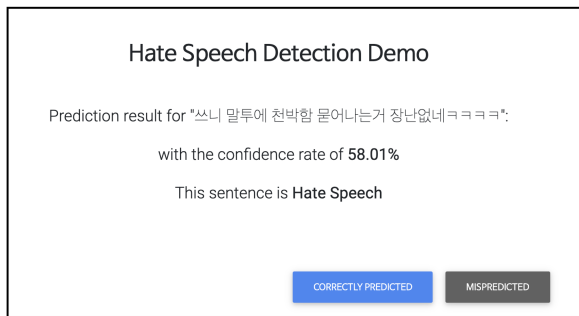 Hate Speech Detection Demo
Prediction result for "쓰니 말투에 천박함 묻어나는거 장난없네ㅋㅋㅋㅋ":
with the confidence rate of 58.01%
This sentence is Hate Speech
CORRECTLY PREDICTED MISPREDICTED